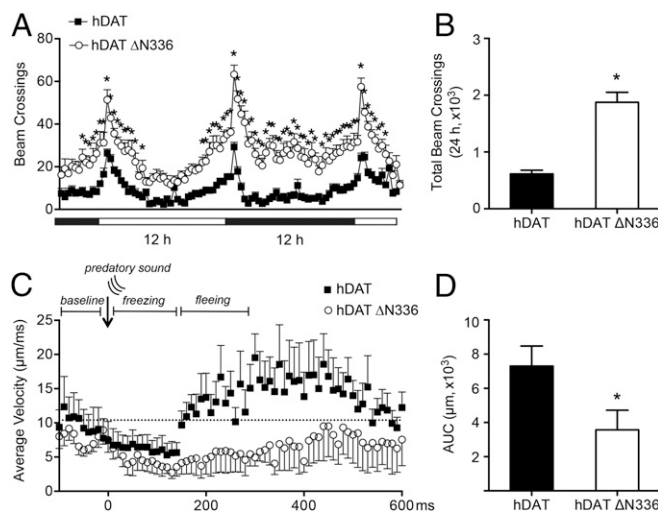 A
hDAT
hDAT ΔN336
Beam Crossings
80
60
40
20
0
12 h
12 h
B
Total Beam Crossings
(24 h, x10³)
3
2
1
0
*
hDAT
hDAT ΔN336
C
predatory sound
baseline
freezing
fleeing
hDAT
hDAT ΔN336
Average Velocity (µm/ms)
25
20
15
10
5
0
0
200
400
600 ms
D
AUC (µm, x10³)
10
8
6
4
2
*
hDAT
hDAT ΔN336